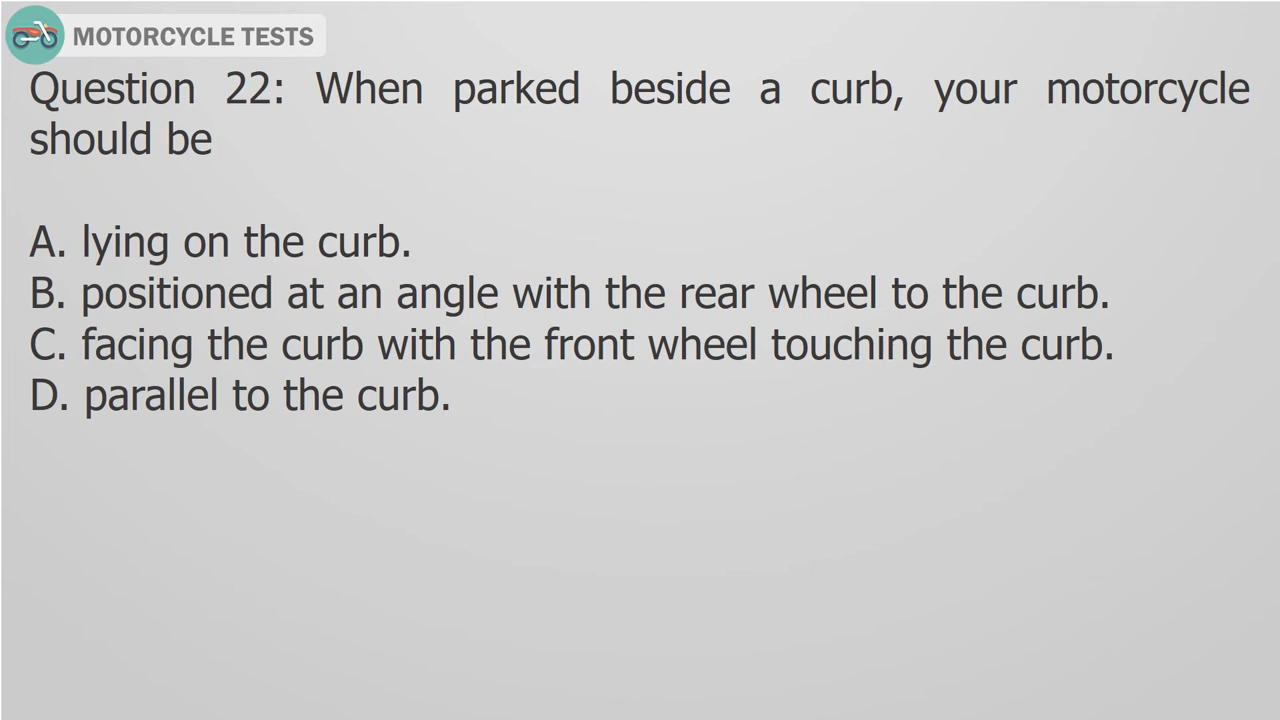 MOTORCYCLE TESTS
Question 22: When parked beside a curb, your motorcycle
should be
A. lying on the curb.
B. positioned at an angle with the rear wheel to the curb.
C. facing the curb with the front wheel touching the curb.
D. parallel to the curb.